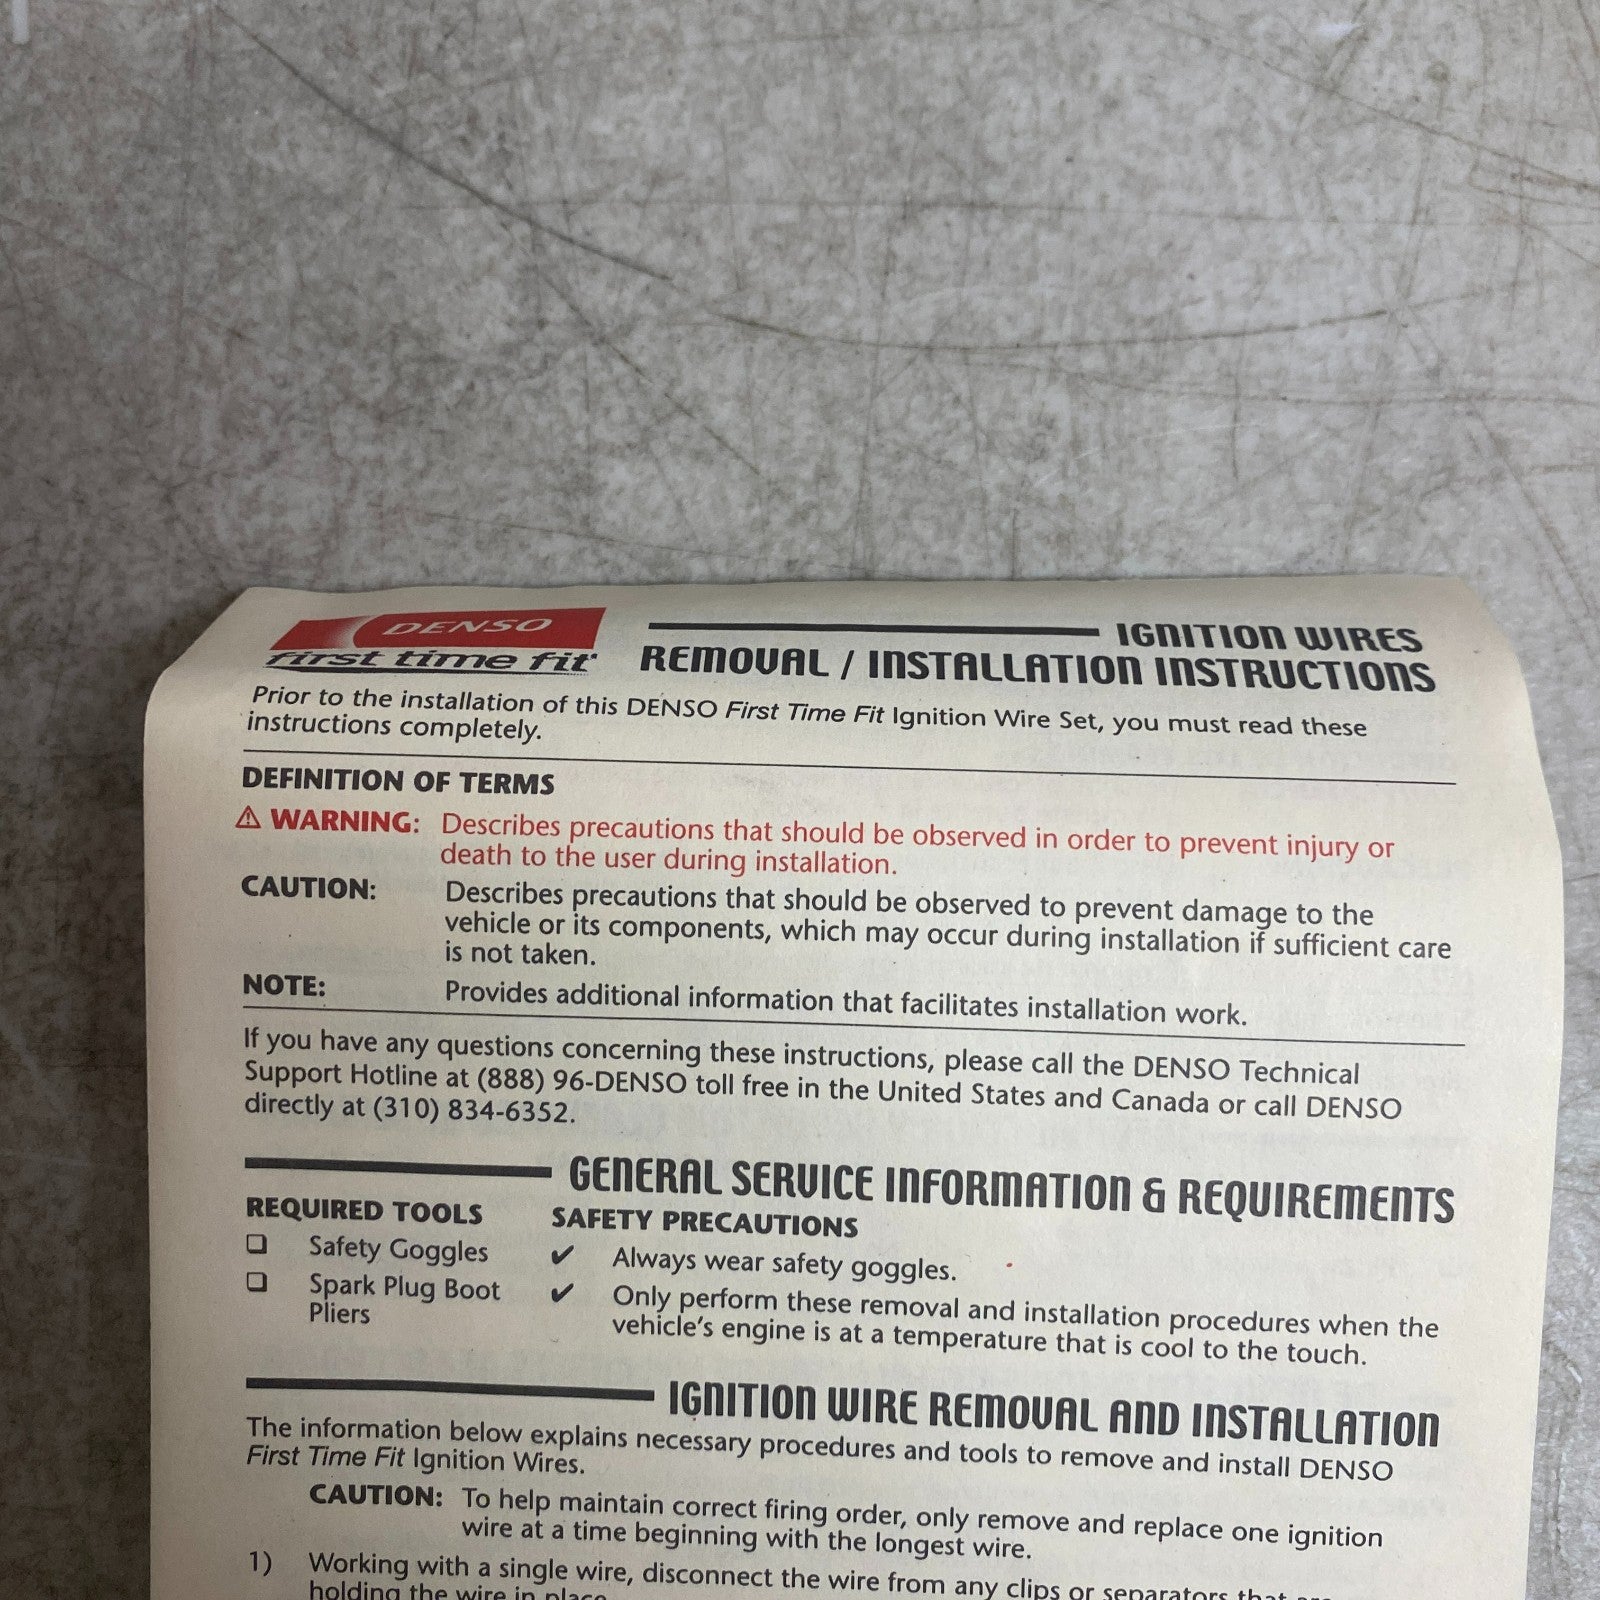 DENSO
first time fit®
IGNITION WIRES
REMOVAL / INSTALLATION INSTRUCTIONS
Prior to the installation of this DENSO First Time Fit Ignition Wire Set, you must read these
instructions completely.
DEFINITION OF TERMS
⚠ WARNING: Describes precautions that should be observed in order to prevent injury or
death to the user during installation.
CAUTION: Describes precautions that should be observed to prevent damage to the
vehicle or its components, which may occur during installation if sufficient care
is not taken.
NOTE: Provides additional information that facilitates installation work.
If you have any questions concerning these instructions, please call the DENSO Technical
Support Hotline at (888) 96-DENSO toll free in the United States and Canada or call DENSO
directly at (310) 834-6352.
GENERAL SERVICE INFORMATION & REQUIREMENTS
REQUIRED TOOLS
❏ Safety Goggles
❏ Spark Plug Boot
Pliers
SAFETY PRECAUTIONS
✔ Always wear safety goggles.
✔ Only perform these removal and installation procedures when the
vehicle's engine is at a temperature that is cool to the touch.
IGNITION WIRE REMOVAL AND INSTALLATION
The information below explains necessary procedures and tools to remove and install DENSO
First Time Fit Ignition Wires.
CAUTION: To help maintain correct firing order, only remove and replace one ignition
wire at a time beginning with the longest wire.
1) Working with a single wire, disconnect the wire from any clips or separators that are
holding the wire in place